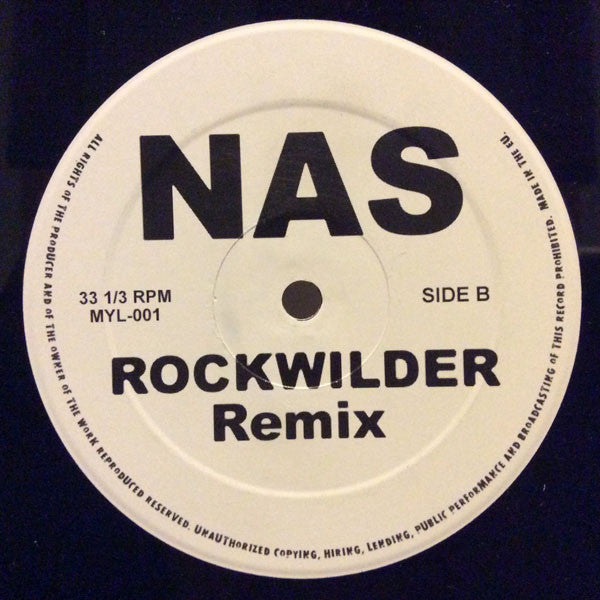 NAS
33 1/3 RPM
MYL-001
SIDE B
ROCKWILDER
Remix
ALL RIGHTS OF THE PRODUCER AND OF THE OWNER OF THE WORK REPRODUCED RESERVED. UNAUTHORIZED COPYING, HIRING, LENDING, PUBLIC PERFORMANCE AND BROADCASTING OF THIS RECORD PROHIBITED. MADE IN THE EU.